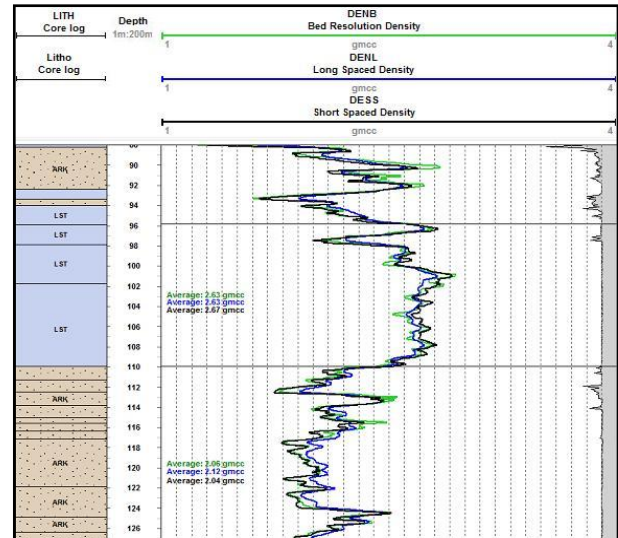 LITH
Core log
Depth
1m:200m
DENB
Bed Resolution Density
1 gmcc 4
Litho
Core log
DENL
Long Spaced Density
1 gmcc 4
DESS
Short Spaced Density
1 gmcc 4
ARK
90
92
94
LST
96
LST
98
LST
100
102
Average: 2.63 gmcc
Average: 2.63 gmcc
Average: 2.67 gmcc
104
106
LST
108
110
112
ARK
114
116
118
ARK
Average: 2.06 gmcc
Average: 2.12 gmcc
Average: 2.04 gmcc
120
122
ARK
124
ARK
126